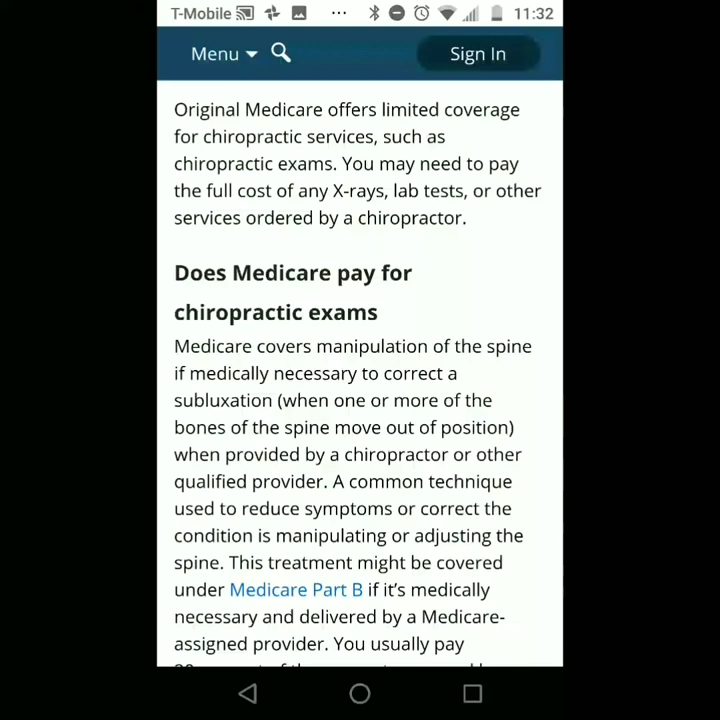 T-Mobile ... 11:32
Menu Sign In
Original Medicare offers limited coverage
for chiropractic services, such as
chiropractic exams. You may need to pay
the full cost of any X-rays, lab tests, or other
services ordered by a chiropractor.
Does Medicare pay for
chiropractic exams
Medicare covers manipulation of the spine
if medically necessary to correct a
subluxation (when one or more of the
bones of the spine move out of position)
when provided by a chiropractor or other
qualified provider. A common technique
used to reduce symptoms or correct the
condition is manipulating or adjusting the
spine. This treatment might be covered
under Medicare Part B if it’s medically
necessary and delivered by a Medicare-
assigned provider. You usually pay